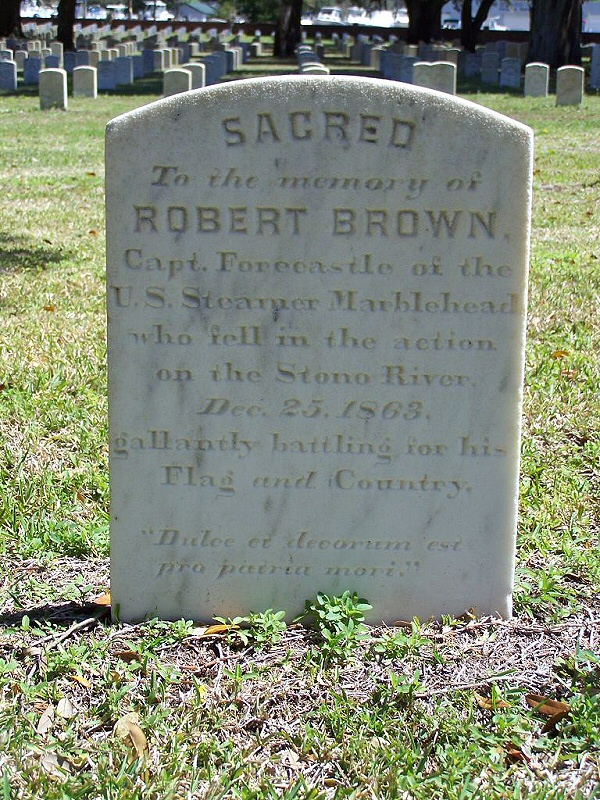 SACRED
To the memory of
ROBERT BROWN,
Capt. Forecastle of the
U.S. Steamer Marblehead
who fell in the action
on the Stono River.
Dec. 25. 1863.
gallantly battling for his
Flag and Country.
"Dulce et decorum est
pro patria mori."